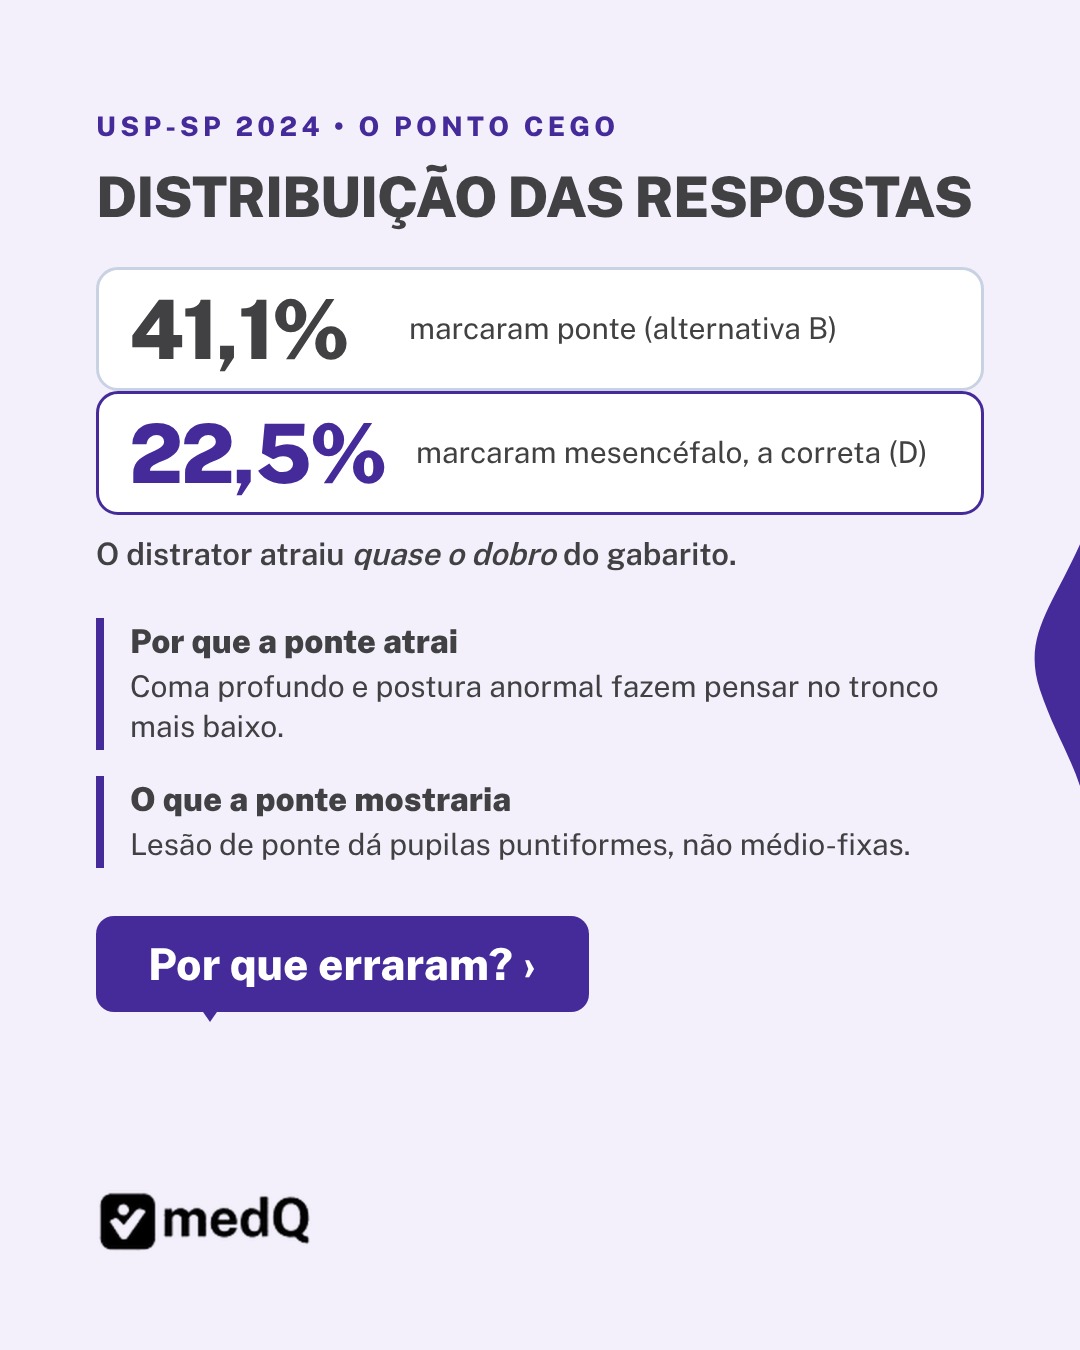 USP-SP 2024 • O PONTO CEGO
DISTRIBUIÇÃO DAS RESPOSTAS
41,1% marcaram ponte (alternativa B)
22,5% marcaram mesencéfalo, a correta (D)
O distrator atraiu quase o dobro do gabarito.
Por que a ponte atrai
Coma profundo e postura anormal fazem pensar no tronco
mais baixo.
O que a ponte mostraria
Lesão de ponte dá pupilas puntiformes, não médio-fixas.
Por que erraram? ›
medQ